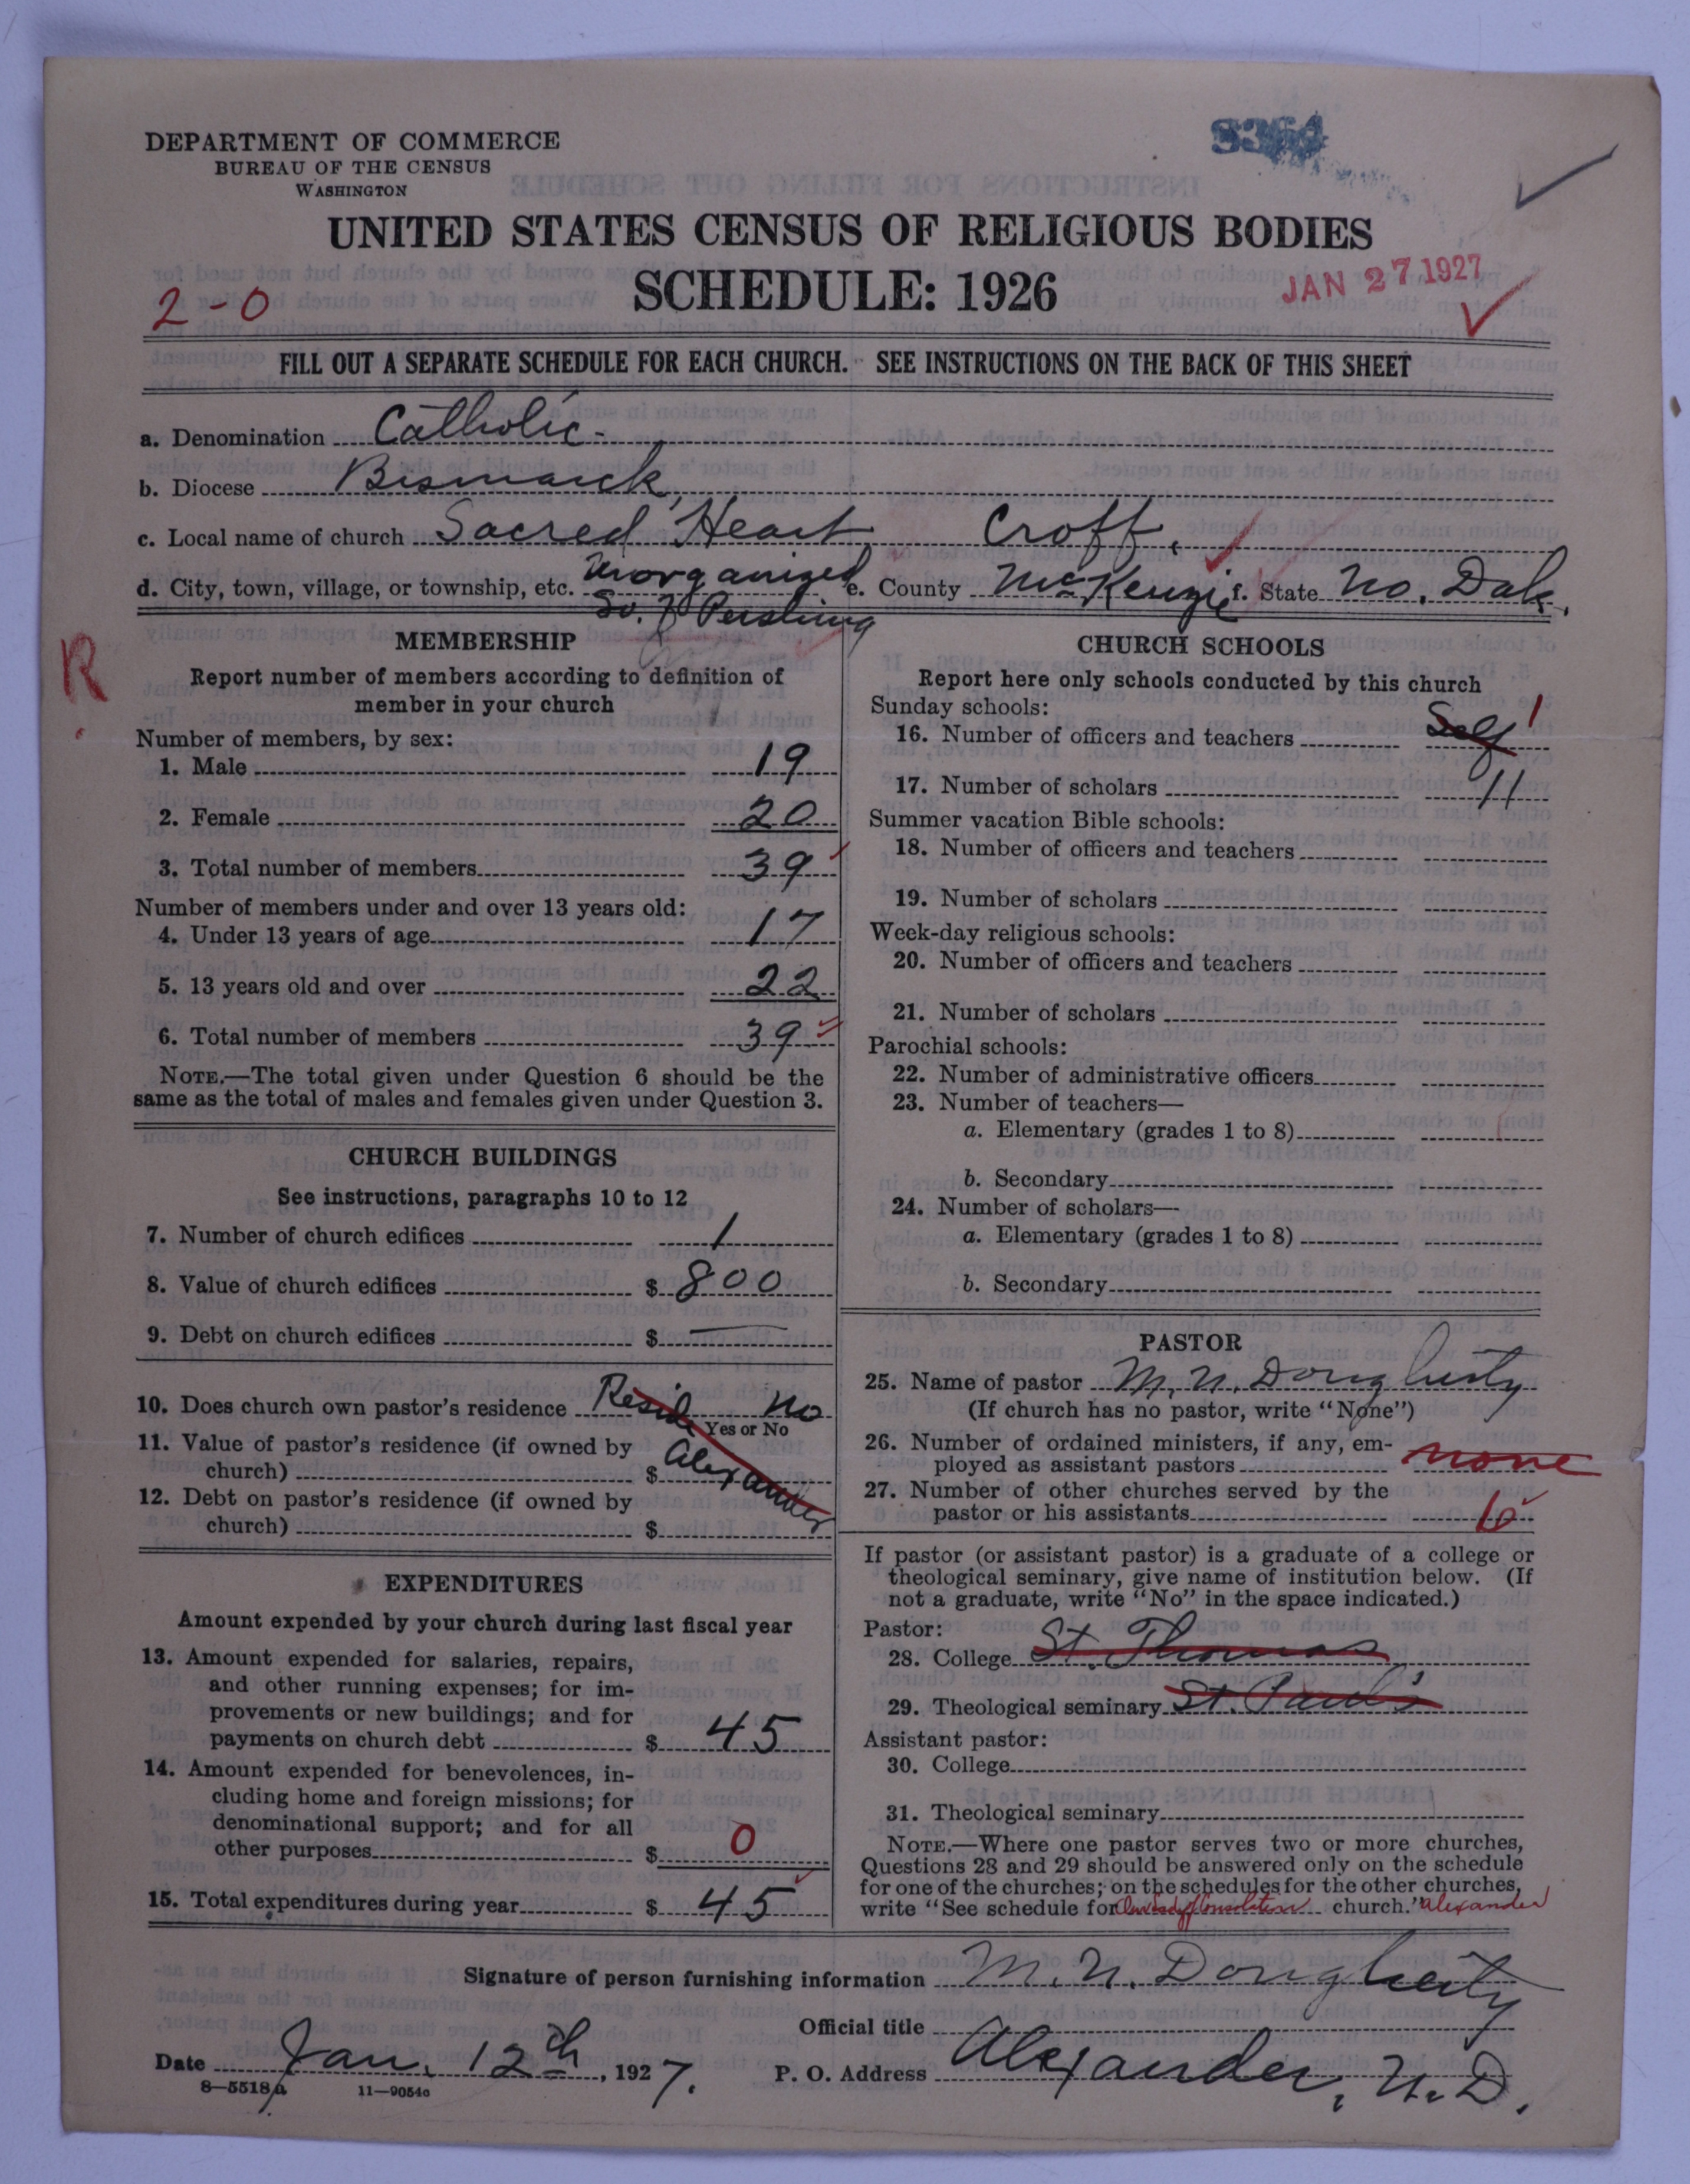 DEPARTMENT OF COMMERCE
BUREAU OF THE CENSUS
WASHINGTON
S364
UNITED STATES CENSUS OF RELIGIOUS BODIES
SCHEDULE: 1926
JAN 27 1927
2-0
FILL OUT A SEPARATE SCHEDULE FOR EACH CHURCH. SEE INSTRUCTIONS ON THE BACK OF THIS SHEET
a. Denomination Catholic-
b. Diocese Bismarck,
c. Local name of church Sacred Heart Croff.
d. City, town, village, or township, etc. Unorganized e. County McKenzie f. State No. Dak.
So. of Pershing
R
MEMBERSHIP
Report number of members according to definition of
member in your church
Number of members, by sex:
1. Male 19
2. Female 20
3. Total number of members 39
Number of members under and over 13 years old:
4. Under 13 years of age 17
5. 13 years old and over 22
6. Total number of members 39
NOTE.—The total given under Question 6 should be the
same as the total of males and females given under Question 3.
CHURCH BUILDINGS
See instructions, paragraphs 10 to 12
7. Number of church edifices 1
8. Value of church edifices $ 800
9. Debt on church edifices $ —
10. Does church own pastor's residence Resid No
Yes or No
11. Value of pastor's residence (if owned by
church) $ Alexander
12. Debt on pastor's residence (if owned by
church) $
EXPENDITURES
Amount expended by your church during last fiscal year
13. Amount expended for salaries, repairs,
and other running expenses; for im-
provements or new buildings; and for
payments on church debt $ 45
14. Amount expended for benevolences, in-
cluding home and foreign missions; for
denominational support; and for all
other purposes $ 0
15. Total expenditures during year $ 45
CHURCH SCHOOLS
Report here only schools conducted by this church
Sunday schools:
16. Number of officers and teachers Self 1
17. Number of scholars 11
Summer vacation Bible schools:
18. Number of officers and teachers
19. Number of scholars
Week-day religious schools:
20. Number of officers and teachers
21. Number of scholars
Parochial schools:
22. Number of administrative officers
23. Number of teachers—
a. Elementary (grades 1 to 8)
b. Secondary
24. Number of scholars—
a. Elementary (grades 1 to 8)
b. Secondary
PASTOR
25. Name of pastor M. N. Dougherty
(If church has no pastor, write "None")
26. Number of ordained ministers, if any, em-
ployed as assistant pastors none
27. Number of other churches served by the
pastor or his assistants 6
If pastor (or assistant pastor) is a graduate of a college or
theological seminary, give name of institution below. (If
not a graduate, write "No" in the space indicated.)
Pastor:
28. College St. Thomas
29. Theological seminary St. Paul's
Assistant pastor:
30. College
31. Theological seminary
NOTE.—Where one pastor serves two or more churches,
Questions 28 and 29 should be answered only on the schedule
for one of the churches; on the schedules for the other churches,
write "See schedule for Our Lady of Consolation church." Alexander
Signature of person furnishing information M. N. Dougherty
Official title
Date Jan. 12th, 1927. P. O. Address Alexander, N. D.
8—5518a 11—9054a